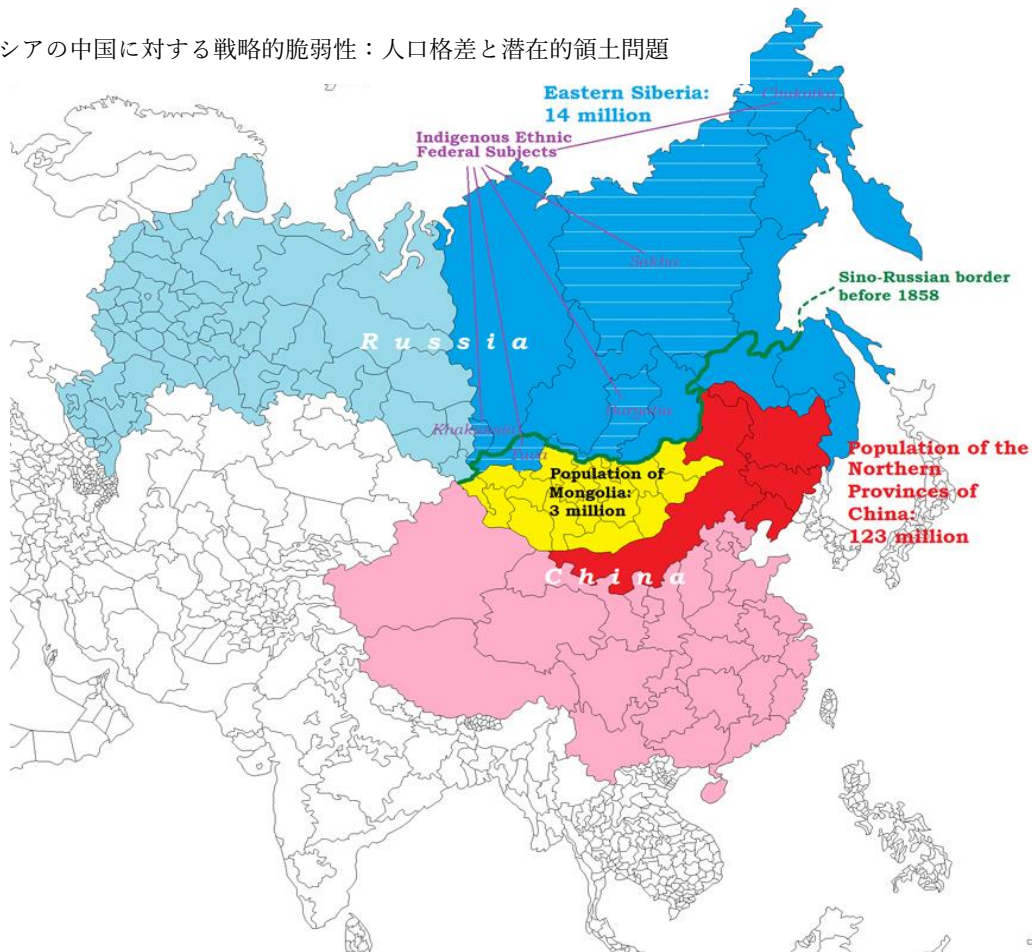 シアの中国に対する戦略的脆弱性：人口格差と潜在的領土問題
Eastern Siberia:
14 million
Chukotka
Indigenous Ethnic
Federal Subjects
Sakha
Sino-Russian border
before 1858
Russia
Buryatia
Khakassia
Tuva
Population of
Mongolia:
3 million
Population of the
Northern
Provinces of
China:
123 million
China